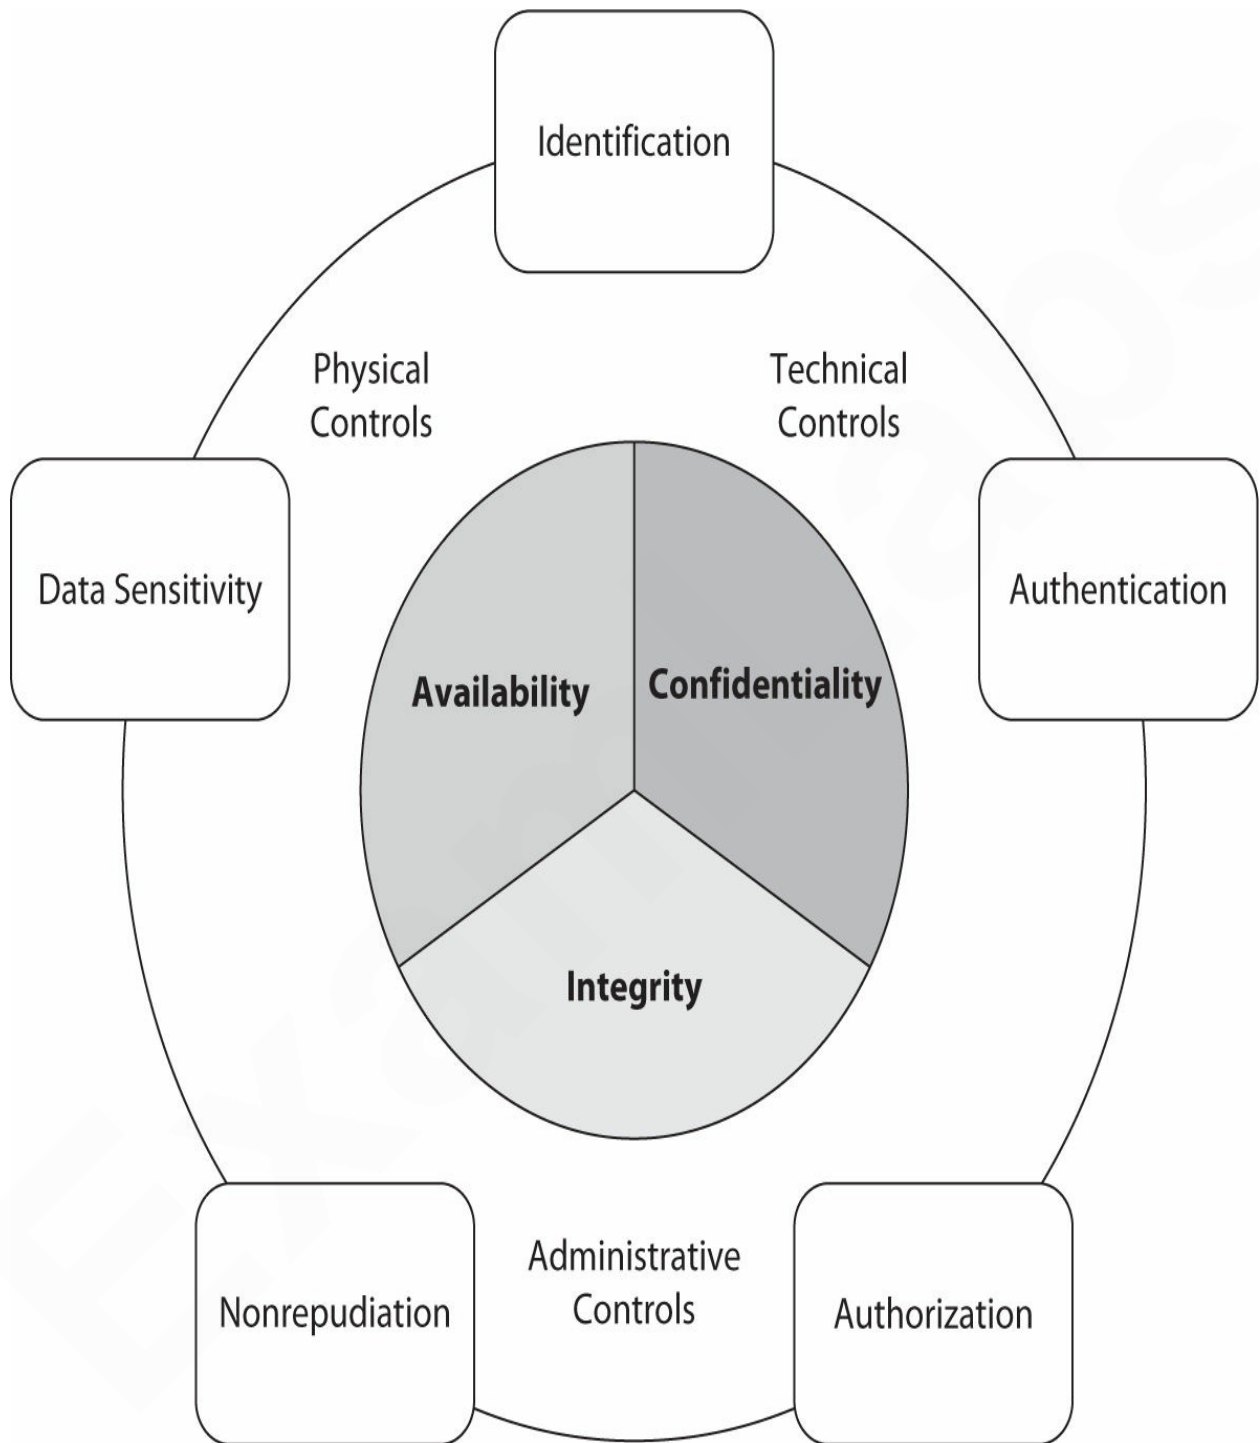 Identification
Physical
Controls
Technical
Controls
Data Sensitivity
Authentication
Availability
Confidentiality
Integrity
Administrative
Controls
Nonrepudiation
Authorization